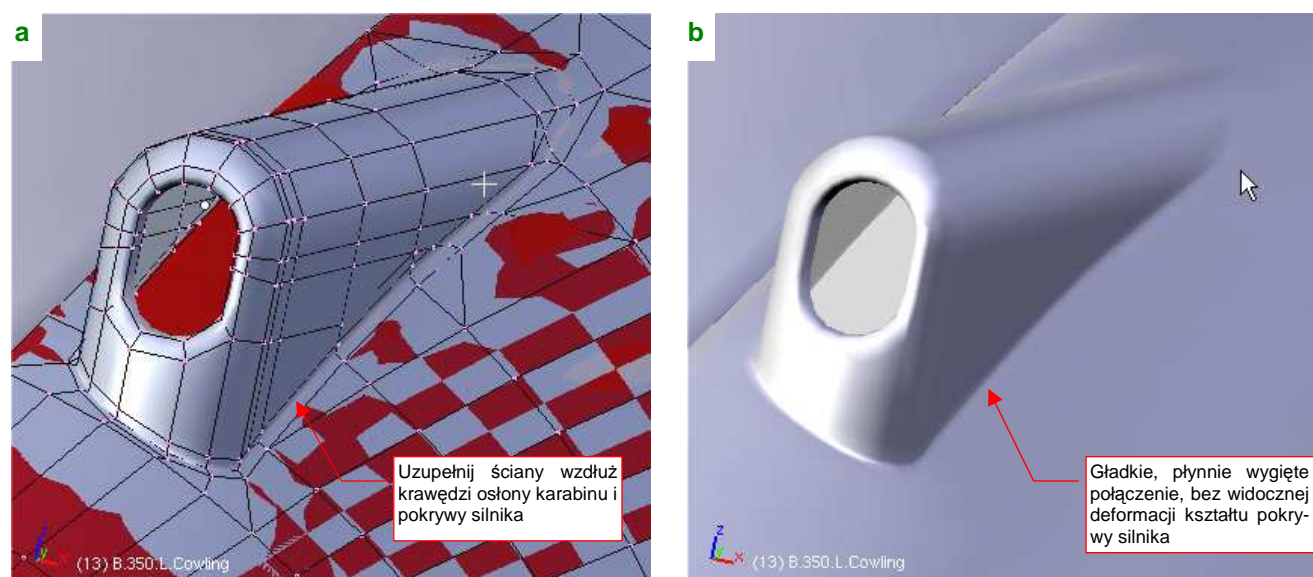 a
Uzupełnij ściany wzdłuż
krawędzi osłony karabinu i
pokrywy silnika
z
y
x
(13) B.350.L.Cowling
b
Gładkie, płynnie wygięte
połączenie, bez widocznej
deformacji kształtu pokry-
wy silnika
z
y
x
(13) B.350.L.Cowling